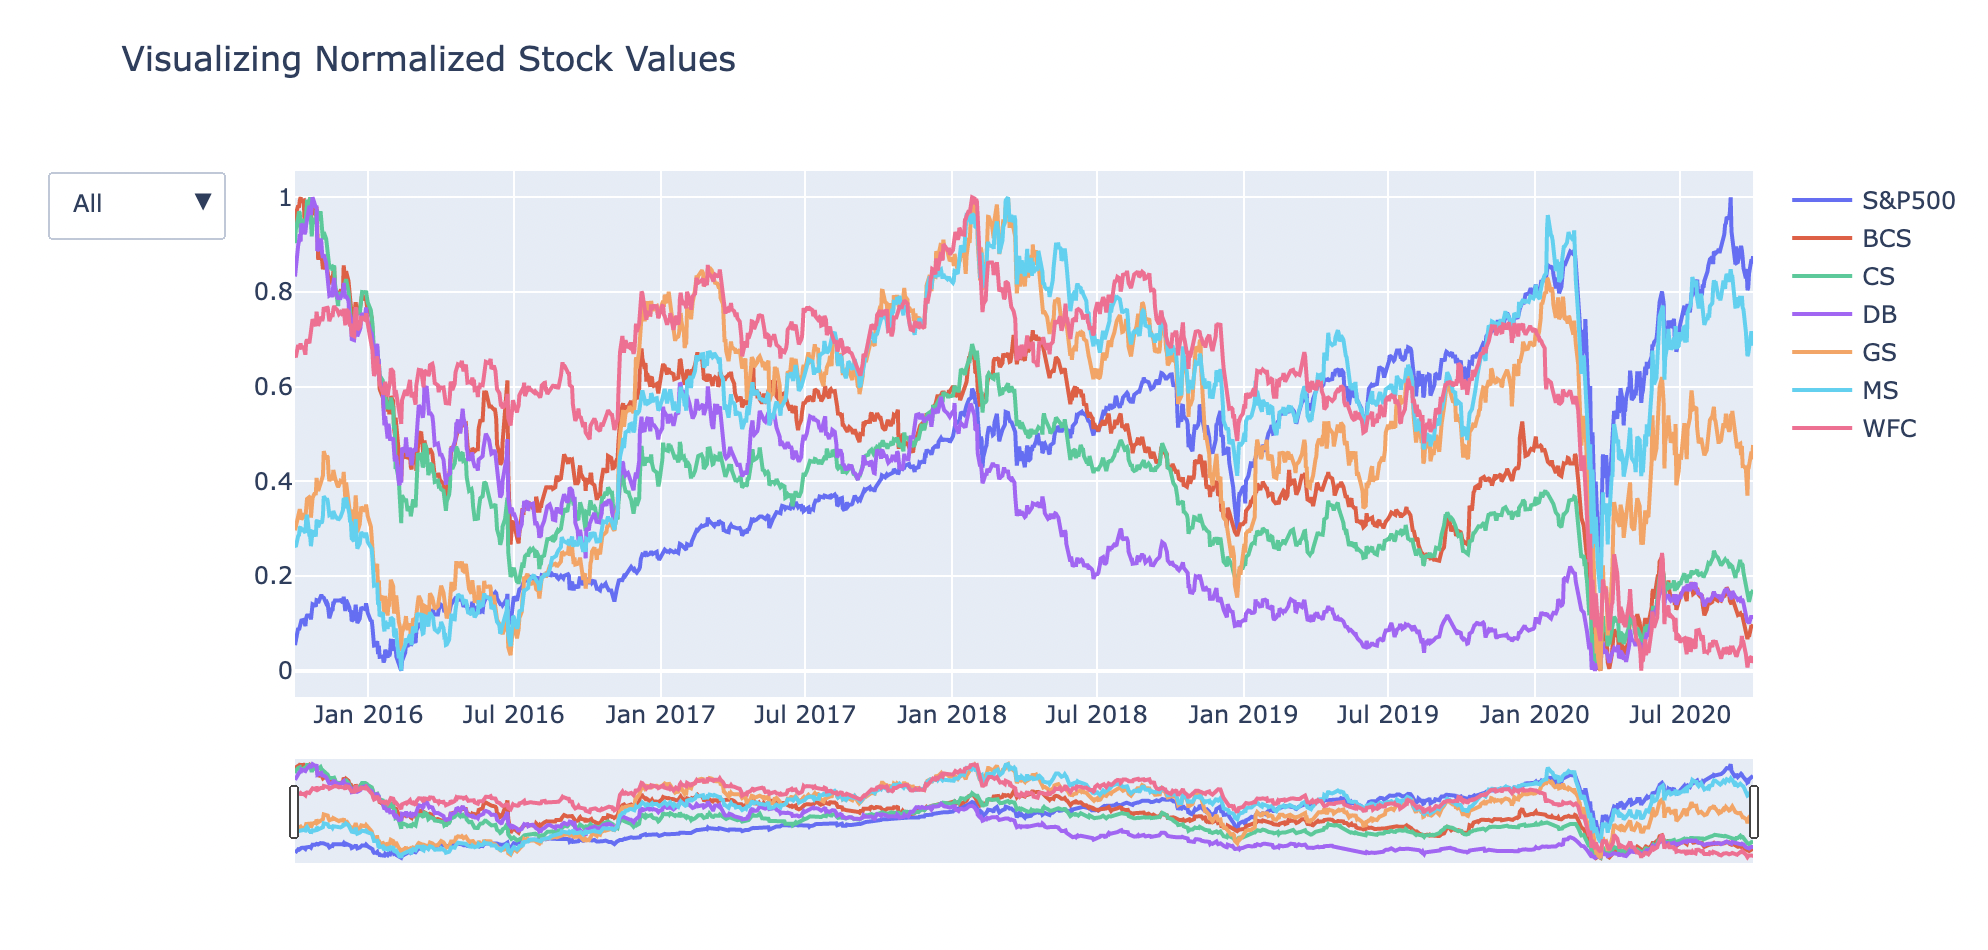 Visualizing Normalized Stock Values
All ▼
1
0.8
0.6
0.4
0.2
0
Jan 2016 Jul 2016 Jan 2017 Jul 2017 Jan 2018 Jul 2018 Jan 2019 Jul 2019 Jan 2020 Jul 2020
S&P500
BCS
CS
DB
GS
MS
WFC